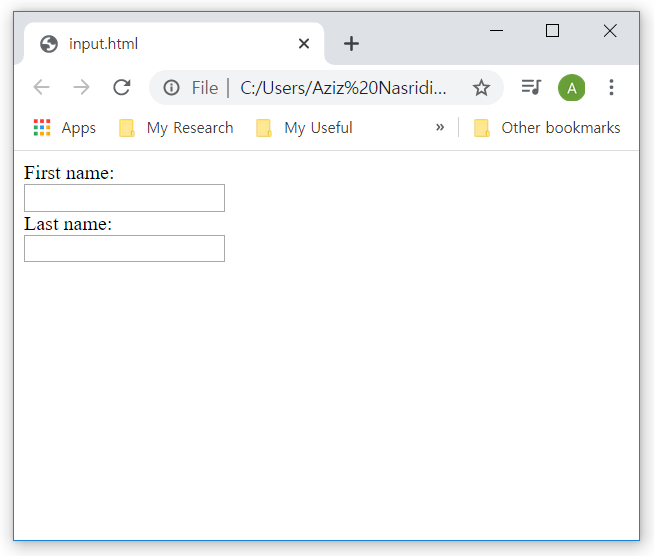 input.html
File | C:/Users/Aziz%20Nasridi...
A
Apps My Research My Useful » Other bookmarks
First name:
Last name: